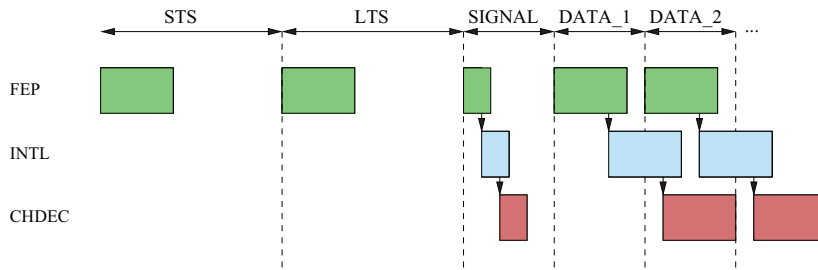 STS LTS SIGNAL DATA_1 DATA_2 ...
FEP
INTL
CHDEC